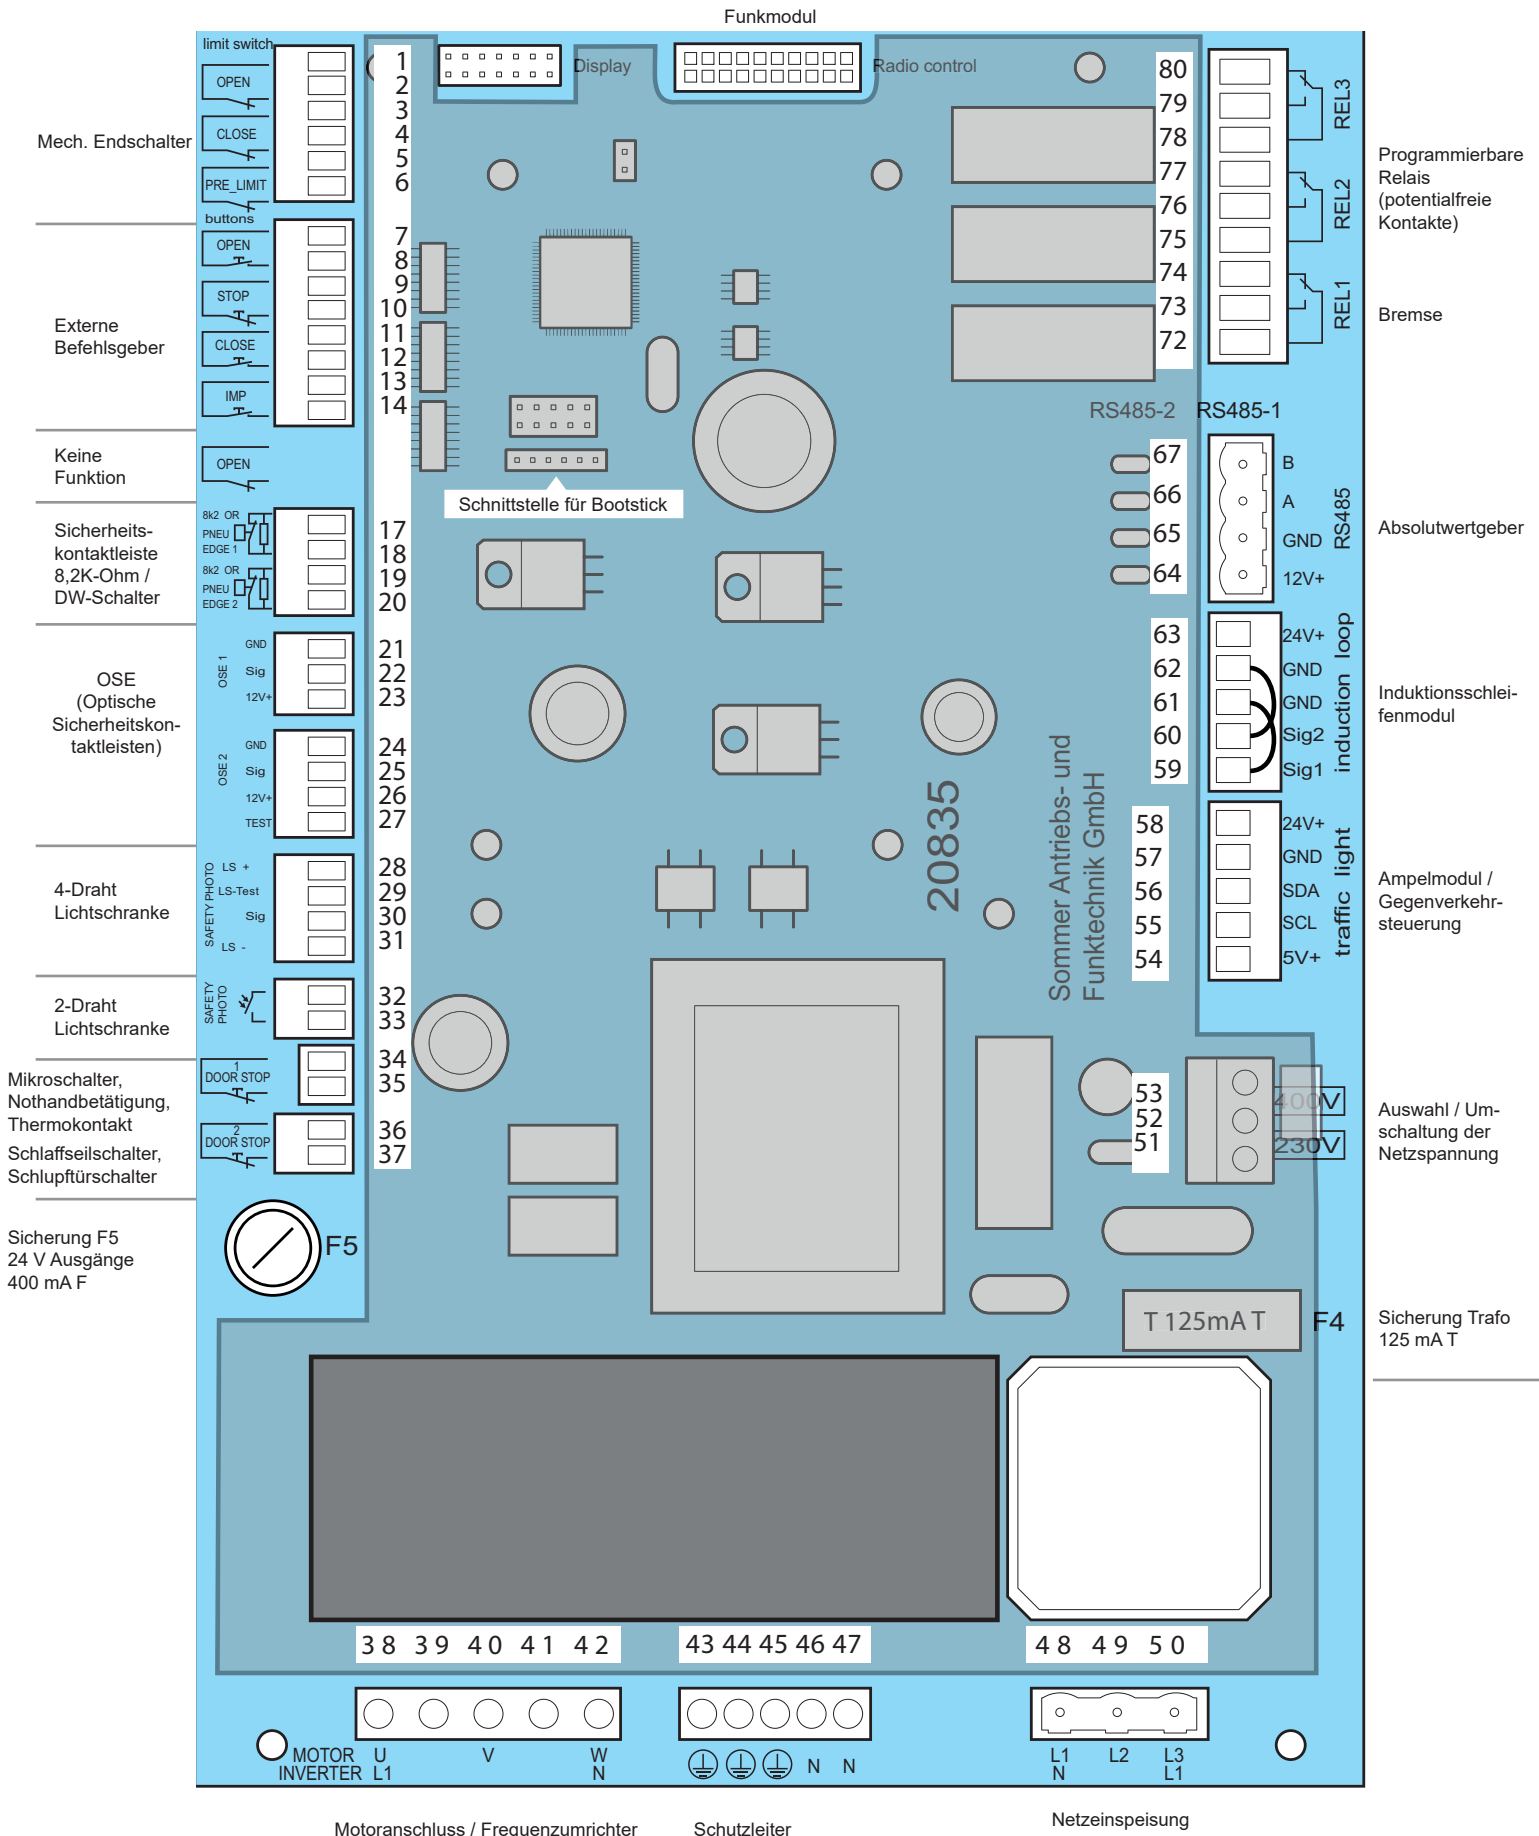 Funkmodul
limit switch
OPEN
CLOSE
PRE_LIMIT
Mech. Endschalter
buttons
OPEN
STOP
CLOSE
IMP
Externe
Befehlsgeber
Keine
Funktion
OPEN
Sicherheits-
kontaktleiste
8,2K-Ohm /
DW-Schalter
8k2 OR
PNEU
EDGE 1
8k2 OR
PNEU
EDGE 2
OSE
(Optische
Sicherheitskon-
taktleisten)
OSE 1
GND
Sig
12V+
OSE 2
GND
Sig
12V+
TEST
4-Draht
Lichtschranke
SAFETY PHOTO
LS +
LS-Test
Sig
LS -
2-Draht
Lichtschranke
SAFETY
PHOTO
Mikroschalter,
Nothandbetätigung,
Thermokontakt
1
DOOR STOP
Schlaffseilschalter,
Schlupftürschalter
2
DOOR STOP
Sicherung F5
24 V Ausgänge
400 mA F
F5
1
2
3
4
5
6
7
8
9
10
11
12
13
14
17
18
19
20
21
22
23
24
25
26
27
28
29
30
31
32
33
34
35
36
37
Display
Radio control
Schnittstelle für Bootstick
20835
Sommer Antriebs- und
Funktechnik GmbH
80
79
78
77
76
75
74
73
72
REL3
REL2
REL1
Programmierbare
Relais
(potentialfreie
Kontakte)
Bremse
RS485-2 RS485-1
67
66
65
64
B
A
GND
12V+
RS485
Absolutwertgeber
63
62
61
60
59
24V+
GND
GND
Sig2
Sig1
induction loop
Induktionsschlei-
fenmodul
58
57
56
55
54
24V+
GND
SDA
SCL
5V+
traffic light
Ampelmodul /
Gegenverkehr-
steuerung
53
52
51
400V
230V
Auswahl / Um-
schaltung der
Netzspannung
T 125mA T
F4
Sicherung Trafo
125 mA T
38 39 40 41 42
43 44 45 46 47
48 49 50
MOTOR U V W
INVERTER L1 N
N N
L1 L2 L3
N L1
Motoranschluss / Frequenzumrichter
Schutzleiter
Netzeinspeisung